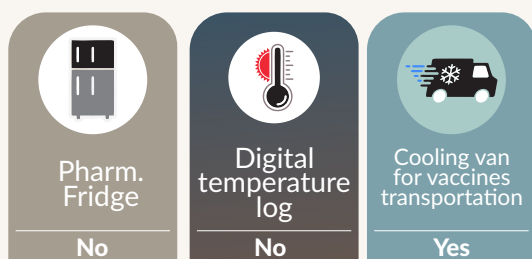 Pharm.
Fridge
No
Digital
temperature
log
No
Cooling van
for vaccines
transportation
Yes